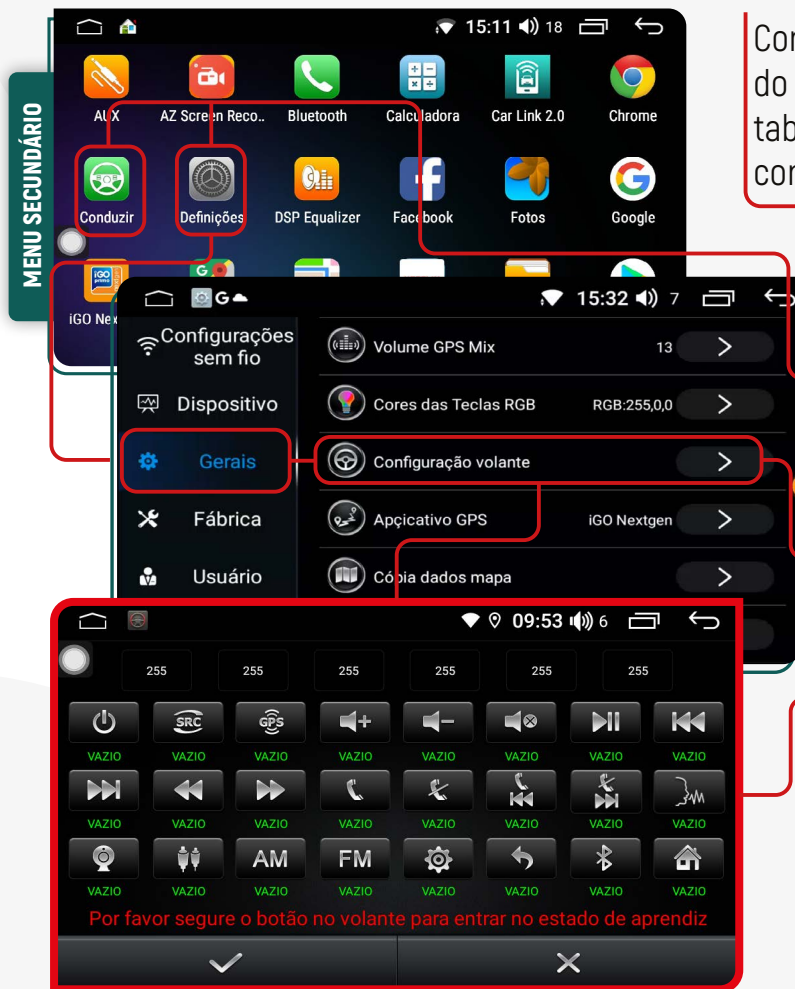 MENU SECUNDÁRIO
15:11 18
AUX AZ Screen Reco.. Bluetooth Calculadora Car Link 2.0 Chrome
Conduzir Definições DSP Equalizer Facebook Fotos Google
iGO
primo
G
iGO Nex
G 15:32 7
Configurações
sem fio
Dispositivo
Gerais
Fábrica
Usuário
Volume GPS Mix 13
Cores das Teclas RGB RGB:255,0,0
Configuração volante
Apçicativo GPS iGO Nextgen
Cópia dados mapa
09:53 6
255 255 255 255 255 255
SRC GPS
VAZIO VAZIO VAZIO VAZIO VAZIO VAZIO VAZIO VAZIO
VAZIO VAZIO VAZIO VAZIO VAZIO VAZIO VAZIO VAZIO
AM FM
VAZIO VAZIO VAZIO VAZIO VAZIO VAZIO VAZIO VAZIO
Por favor segure o botão no volante para entrar no estado de aprendiz
do